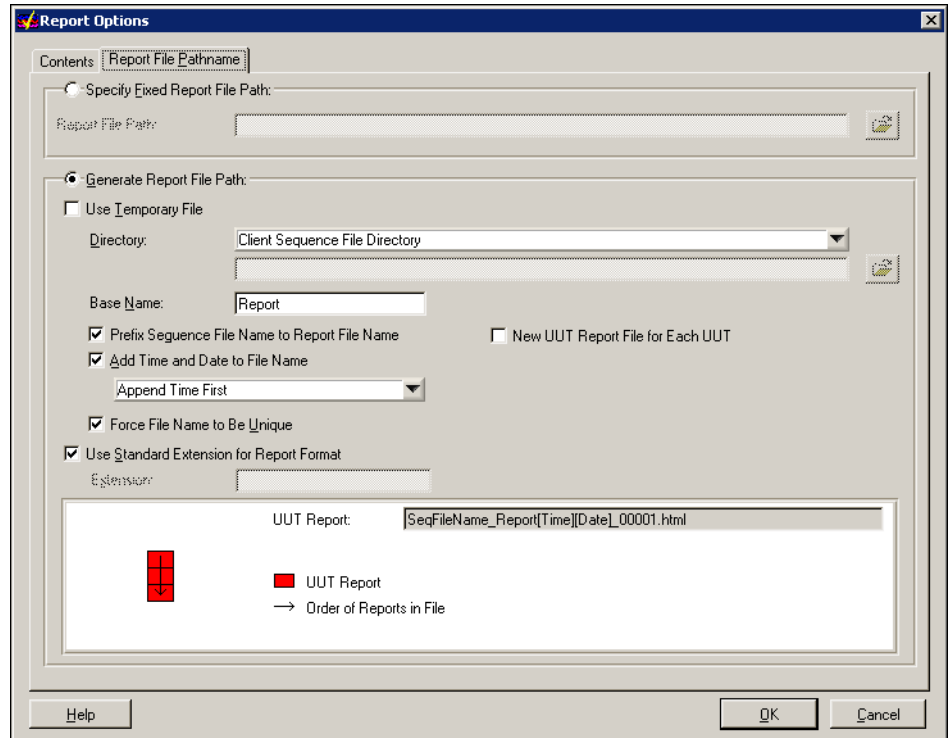 Report Options
Contents
Report File Pathname
Specify Fixed Report File Path:
Report File Path:
Generate Report File Path:
Use Temporary File
Directory:
Client Sequence File Directory
Base Name:
Report
Prefix Sequence File Name to Report File Name
New UUT Report File for Each UUT
Add Time and Date to File Name
Append Time First
Force File Name to Be Unique
Use Standard Extension for Report Format
Extension:
UUT Report:
SeqFileName_Report[Time][Date]_00001.html
UUT Report
Order of Reports in File
Help
OK
Cancel